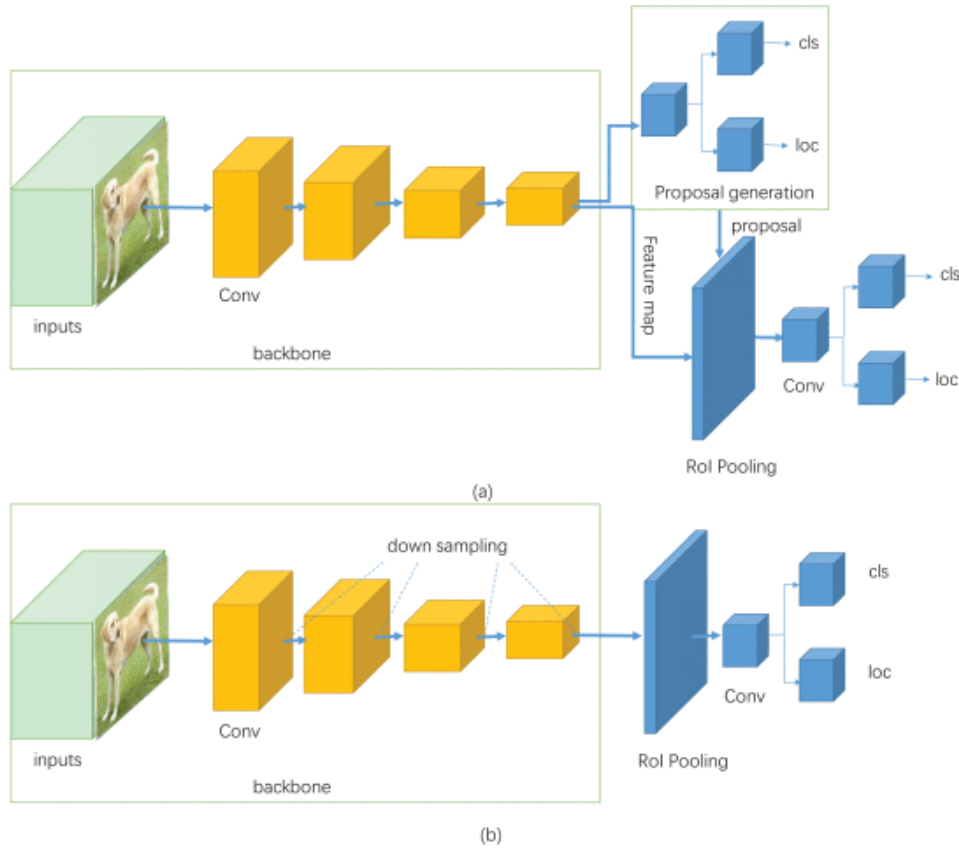 cls
loc
Proposal generation
proposal
Feature map
cls
loc
Conv
Conv
inputs
backbone
RoI Pooling
(a)
down sampling
cls
loc
Conv
Conv
inputs
RoI Pooling
backbone
(b)